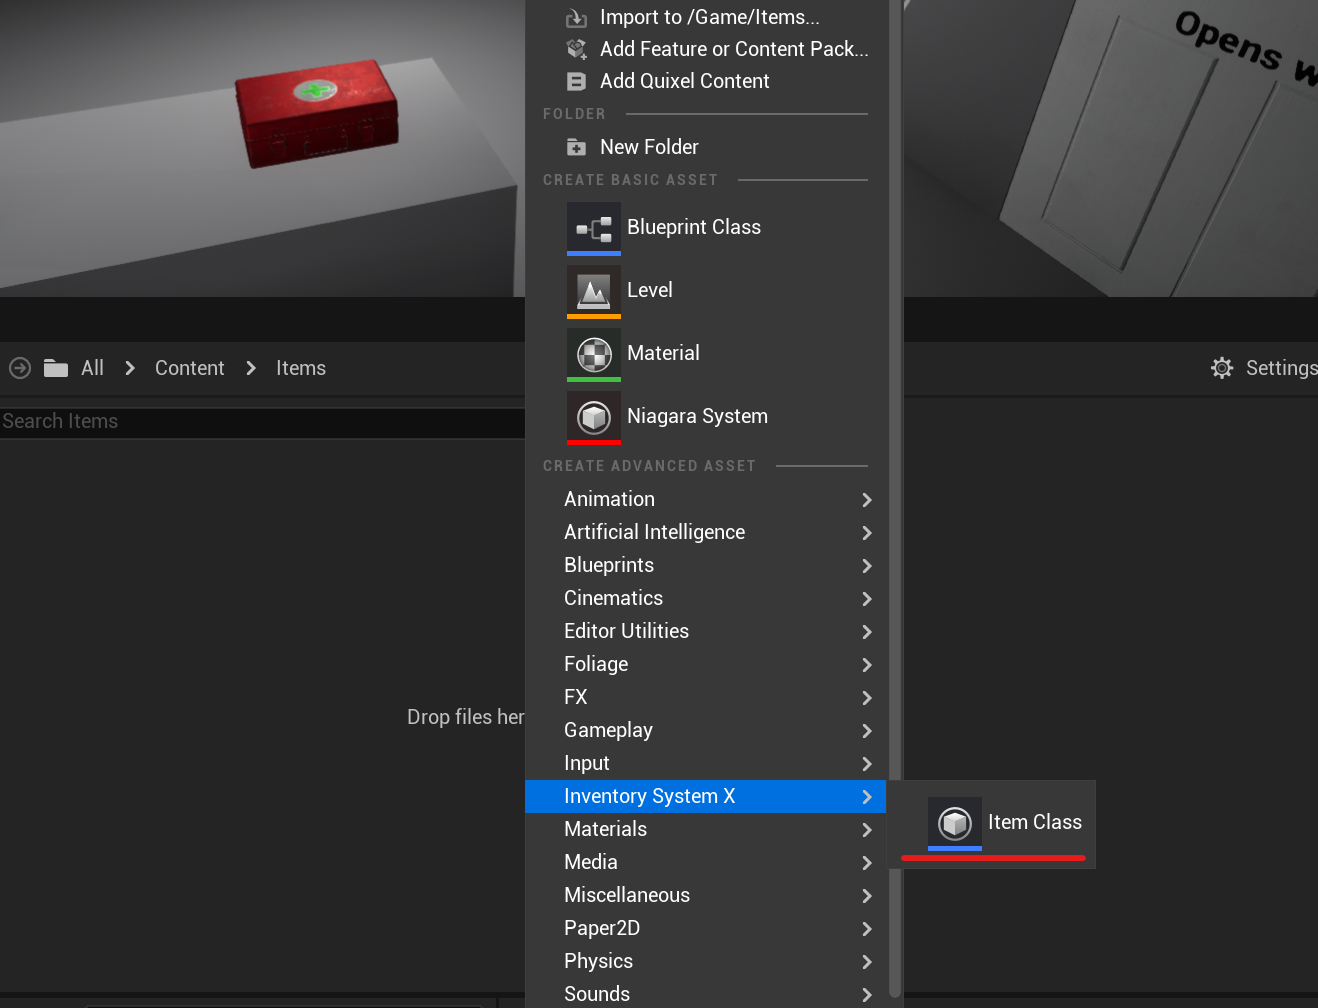 Import to /Game/Items...
Add Feature or Content Pack...
Add Quixel Content
FOLDER
New Folder
CREATE BASIC ASSET
Blueprint Class
Level
Material
Niagara System
CREATE ADVANCED ASSET
Animation
Artificial Intelligence
Blueprints
Cinematics
Editor Utilities
Foliage
FX
Gameplay
Input
Inventory System X
Item Class
Materials
Media
Miscellaneous
Paper2D
Physics
Sounds
Opens w
All
Content
Items
Settings
Search Items
Drop files her